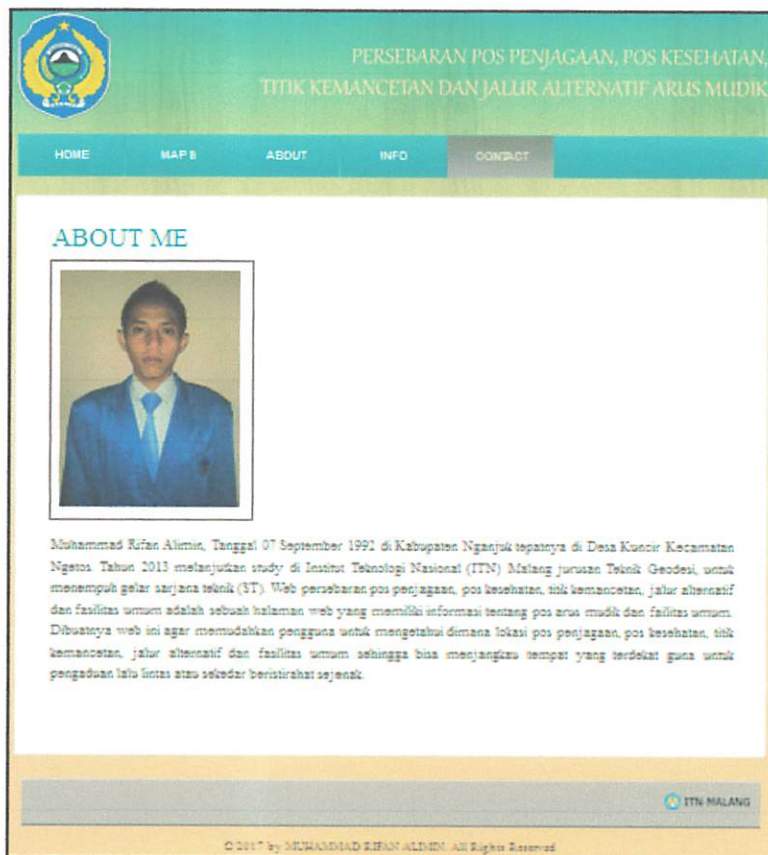 PERSEBARAN POS PENJAGAAN, POS KESEHATAN,
TITIK KEMANCETAN DAN JALUR ALTERNATIF ARUS MUDIK
HOME MAP'S ABOUT INFO CONTACT
ABOUT ME
Muhammad Rifan Alimin, Tanggal 07 September 1992 di Kabupaten Nganjuk tepatnya di Desa Kuncir Kecamatan
Ngetos. Tahun 2013 melanjutkan study di Institut Teknologi Nasional (ITN) Malang jurusan Teknik Geodesi, untuk
menempuh gelar sarjana teknik (ST). Web persebaran pos penjagaan, pos kesehatan, titik kemancetan, jalur alternatif
dan fasilitas umum adalah sebuah halaman web yang memiliki informasi tentang pos arus mudik dan failitas umum.
Dibuatnya web ini agar memudahkan pengguna untuk mengetahui dimana lokasi pos penjagaan, pos kesehatan, titik
kemancetan, jalur alternatif dan fasilitas umum sehingga bisa menjangkau tempat yang terdekat guna untuk
pengaduan lalu lintas atau sekedar beristirahat sejenak.
ITN MALANG
© 2017 by MUHAMMAD RIFAN ALIMIN. All Rights Reserved